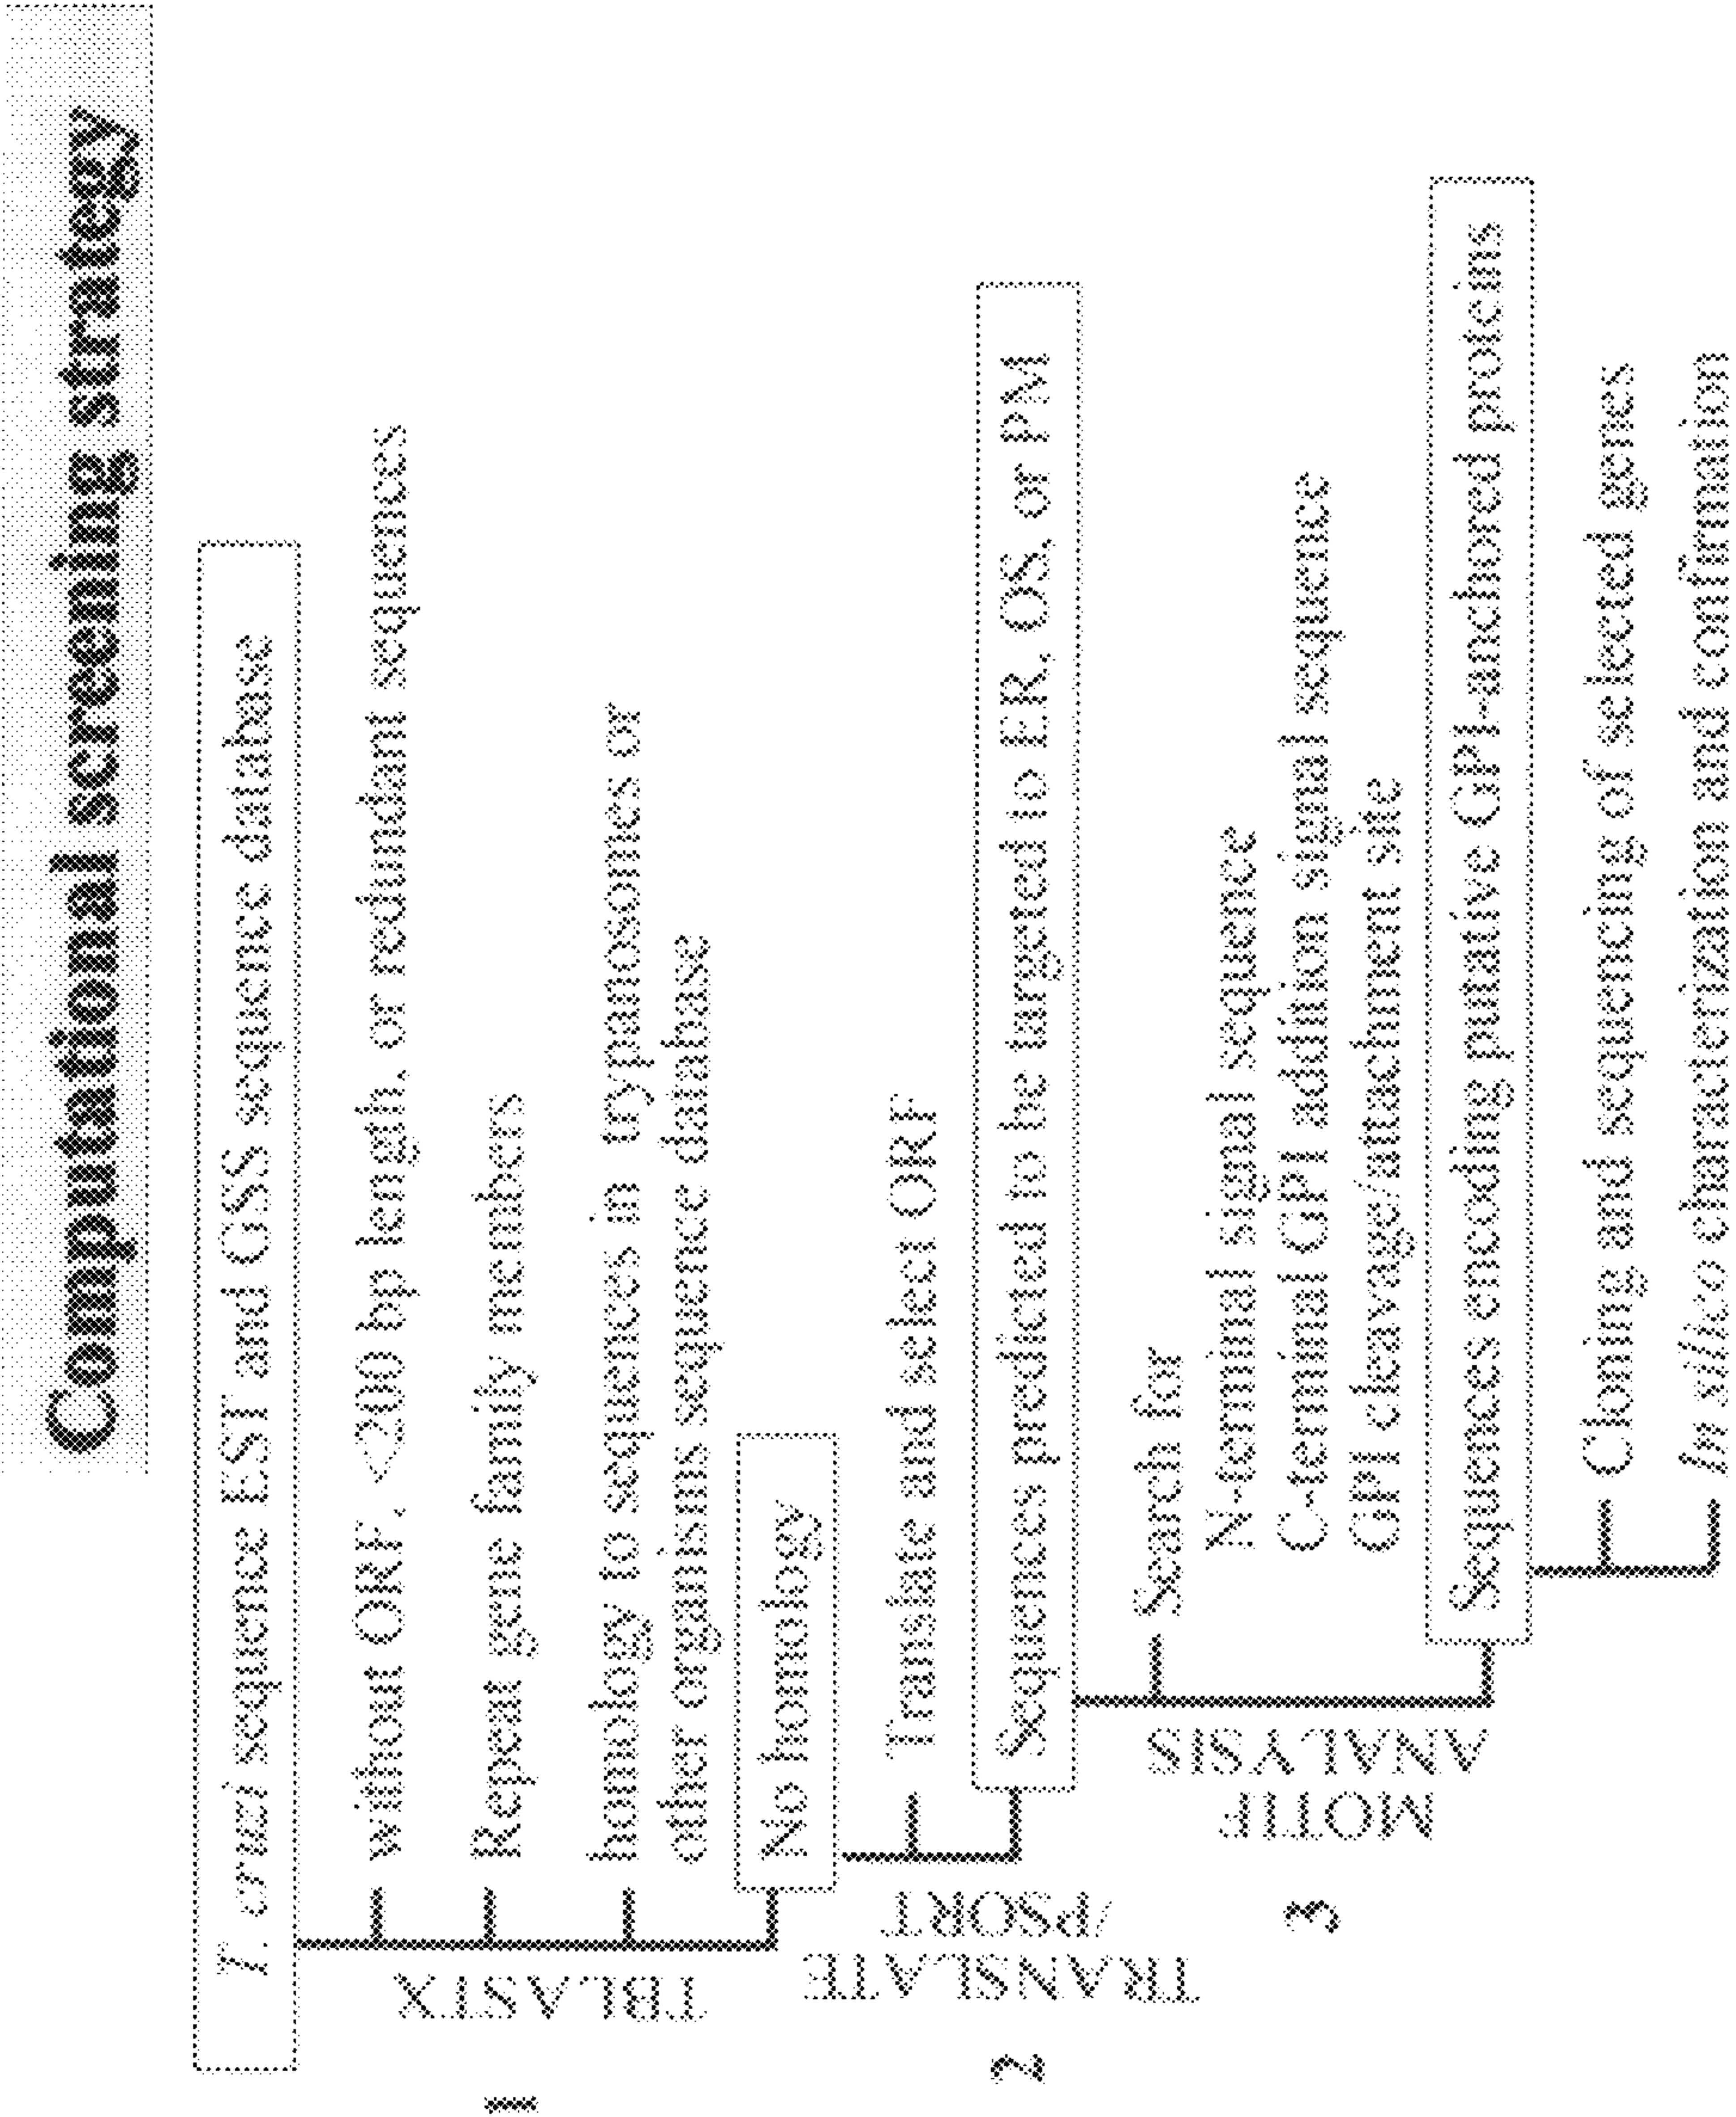 Computational screening strategy
T. cruzi sequence EST and GSS sequence database
1
TBLASTX
without ORF, <200 bp length, or redundant sequences
Repeat gene family members
homology to sequences in trypanosomes or
other organisms sequence database
No homology
2
TRANSLATE
/PSORT
Translate and select ORF
Sequences predicted to be targeted to ER, OS, or PM
3
MOTIF
ANALYSIS
Search for
N-terminal signal sequence
C-terminal GPI addition signal sequence
GPI cleavage/attachment site
Sequences encoding putative GPI-anchored proteins
Cloning and sequencing of selected genes
In silico characterization and confirmation